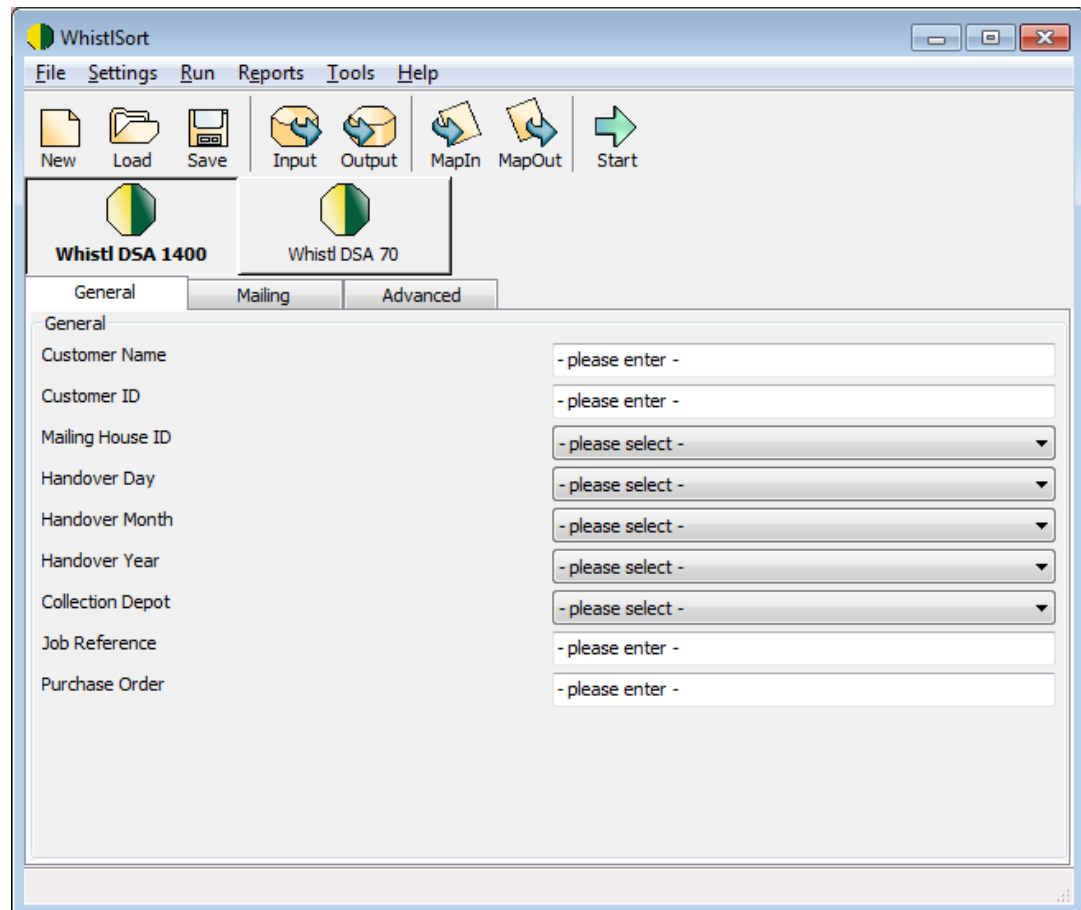 WhistlSort
File Settings Run Reports Tools Help
New Load Save Input Output MapIn MapOut Start
Whistl DSA 1400 Whistl DSA 70
General Mailing Advanced
General
Customer Name - please enter -
Customer ID - please enter -
Mailing House ID - please select -
Handover Day - please select -
Handover Month - please select -
Handover Year - please select -
Collection Depot - please select -
Job Reference - please enter -
Purchase Order - please enter -